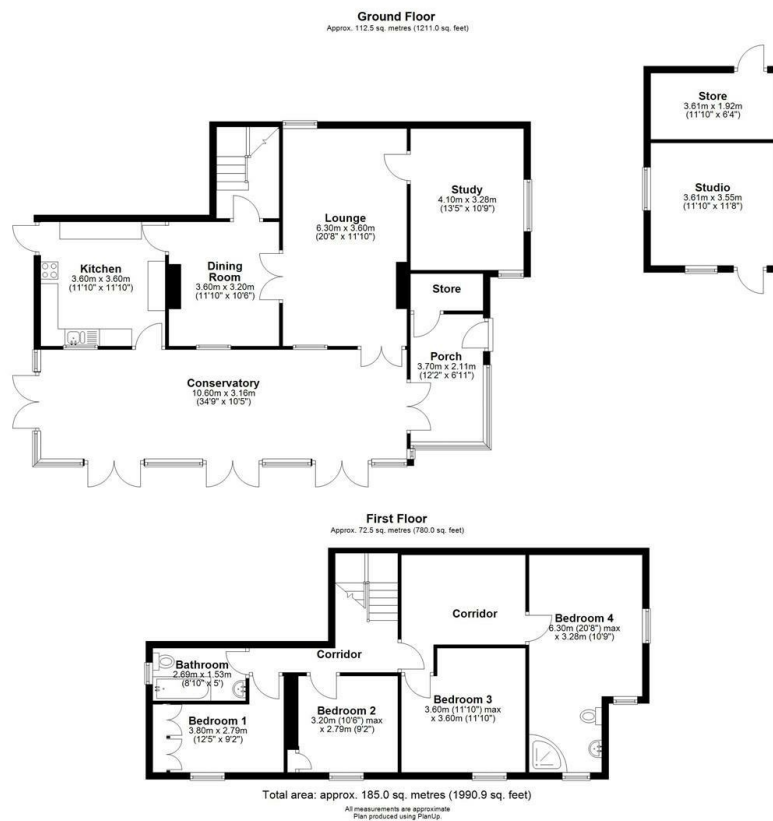 Ground Floor
Approx. 112.5 sq. metres (1211.0 sq. feet)
Store
3.61m x 1.92m
(11'10" x 6'4")
Studio
3.61m x 3.55m
(11'10" x 11'8")
Lounge
6.30m x 3.60m
(20'8" x 11'10")
Study
4.10m x 3.28m
(13'5" x 10'9")
Kitchen
3.60m x 3.60m
(11'10" x 11'10")
Dining
Room
3.60m x 3.20m
(11'10" x 10'6")
Store
Porch
3.70m x 2.11m
(12'2" x 6'11")
Conservatory
10.60m x 3.16m
(34'9" x 10'5")
First Floor
Approx. 72.5 sq. metres (780.0 sq. feet)
Corridor
Bedroom 4
6.30m (20'8") max
x 3.28m (10'9")
Corridor
Bathroom
2.69m x 1.53m
(8'10" x 5')
Bedroom 1
3.80m x 2.79m
(12'5" x 9'2")
Bedroom 2
3.20m (10'6") max
x 2.79m (9'2")
Bedroom 3
3.60m (11'10") max
x 3.60m (11'10")
Total area: approx. 185.0 sq. metres (1990.9 sq. feet)
All measurements are approximate
Plan produced using PlanUp.